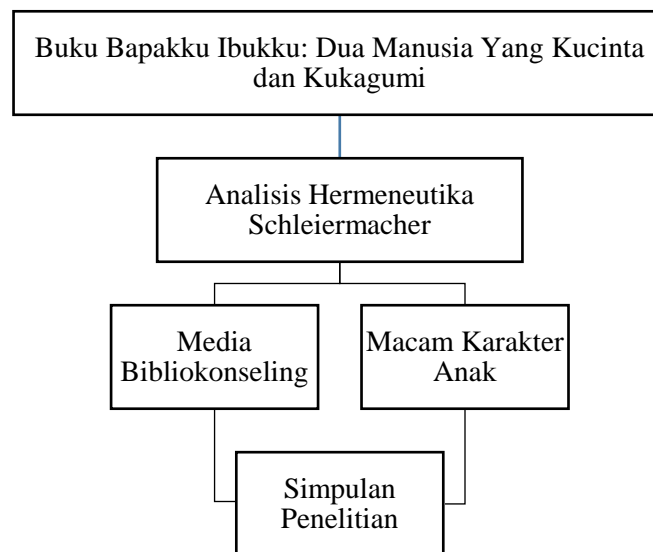 Buku Bapakku Ibukku: Dua Manusia Yang Kucinta
dan Kukagumi
Analisis Hermeneutika
Schleiermacher
Media
Bibliokonseling
Macam Karakter
Anak
Simpulan
Penelitian